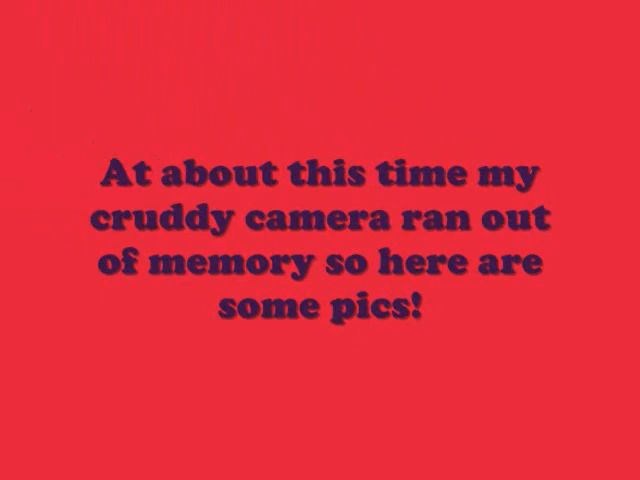 At about this time my
cruddy camera ran out
of memory so here are
some pics!